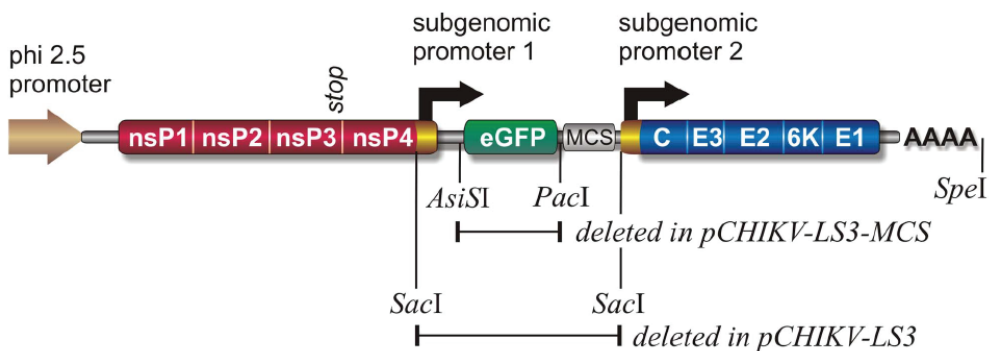 phi 2.5
promoter
stop
subgenomic
promoter 1
subgenomic
promoter 2
nsP1 nsP2 nsP3 nsP4 eGFP MCS C E3 E2 6K E1 AAAA
AsiSI PacI SpeI
deleted in pCHIKV-LS3-MCS
SacI SacI
deleted in pCHIKV-LS3